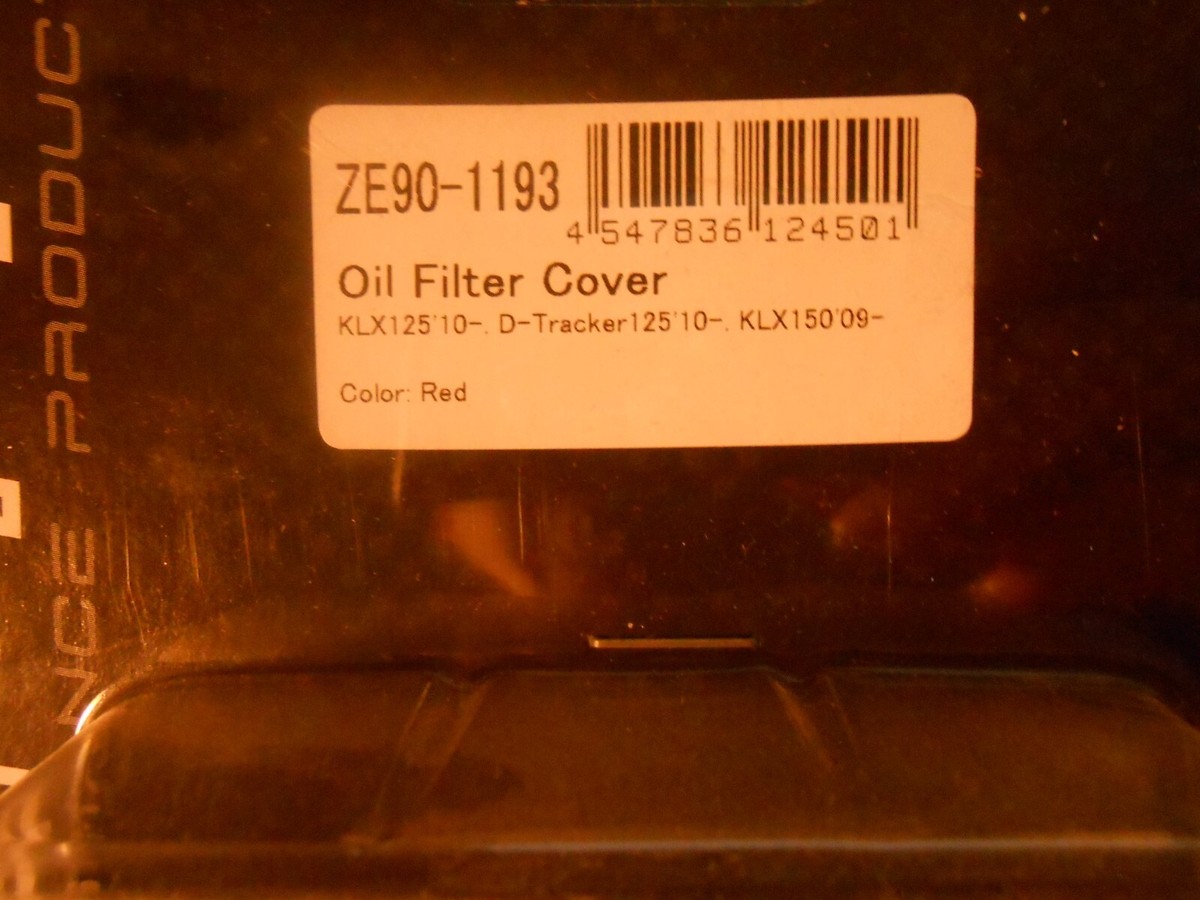 ZE90-1193
4 547836 124501
Oil Filter Cover
KLX125'10-. D-Tracker125'10-. KLX150'09-
Color: Red
NCE PRODUC